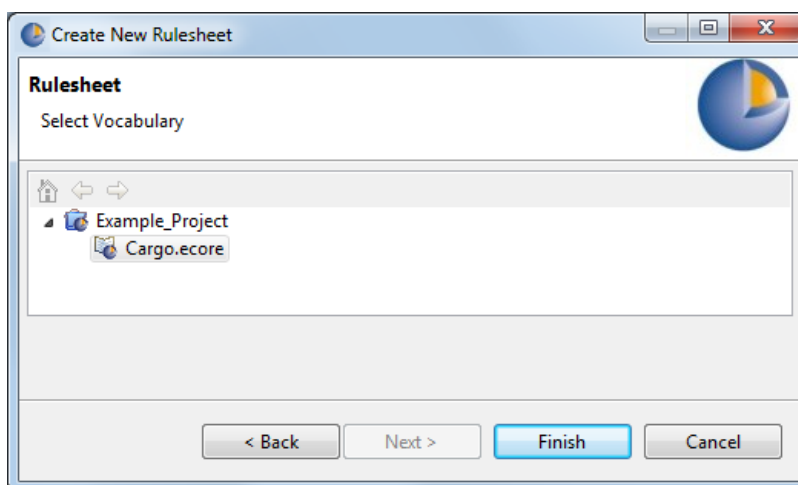 Create New Rulesheet
Rulesheet
Select Vocabulary
Example_Project
Cargo.ecore
< Back Next > Finish Cancel